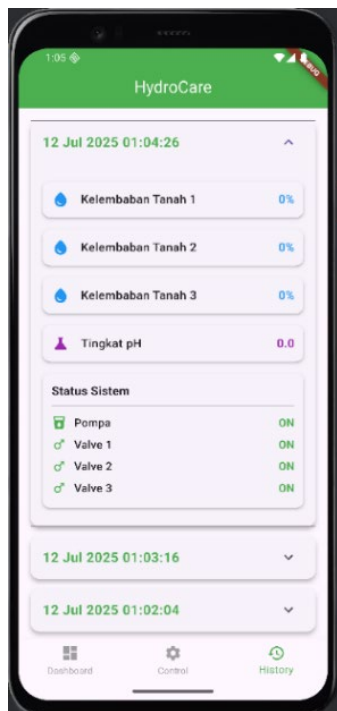 1:05
DEBUG
HydroCare
12 Jul 2025 01:04:26
Kelembaban Tanah 1 0%
Kelembaban Tanah 2 0%
Kelembaban Tanah 3 0%
Tingkat pH 0.0
Status Sistem
Pompa ON
Valve 1 ON
Valve 2 ON
Valve 3 ON
12 Jul 2025 01:03:16
12 Jul 2025 01:02:04
Dashboard Control History